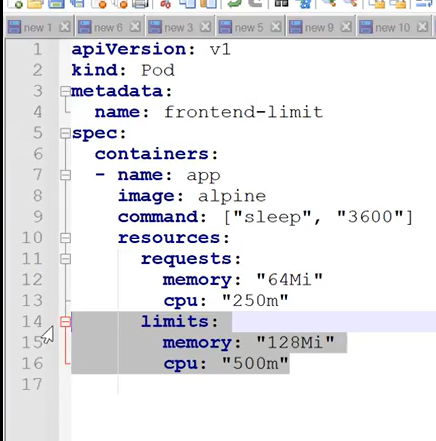 new 1 new 6 new 3 new 5 new 9 new 10
1 apiVersion: v1
2 kind: Pod
3 metadata:
4 name: frontend-limit
5 spec:
6 containers:
7 - name: app
8 image: alpine
9 command: ["sleep", "3600"]
10 resources:
11 requests:
12 memory: "64Mi"
13 cpu: "250m"
14 limits:
15 memory: "128Mi"
16 cpu: "500m"
17